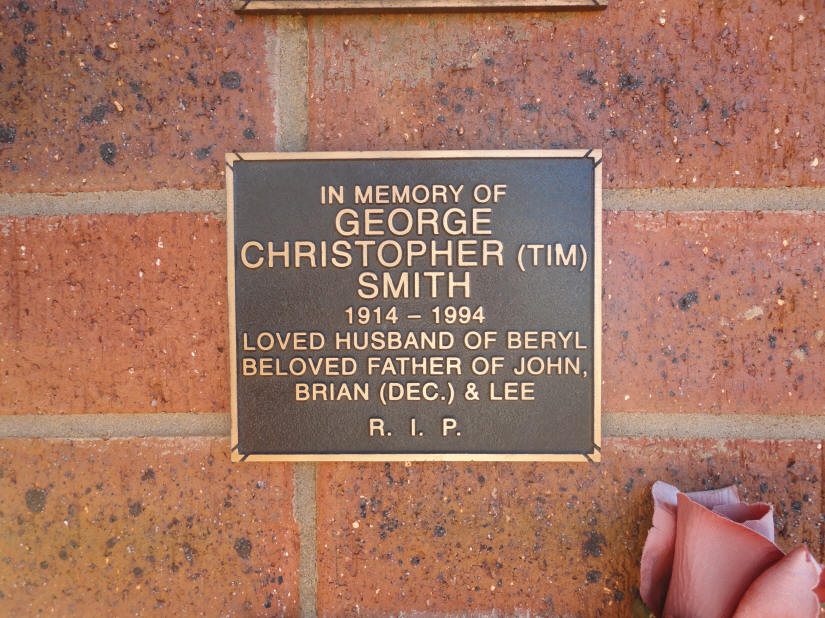 IN MEMORY OF
GEORGE
CHRISTOPHER (TIM)
SMITH
1914 – 1994
LOVED HUSBAND OF BERYL
BELOVED FATHER OF JOHN,
BRIAN (DEC.) & LEE
R. I. P.